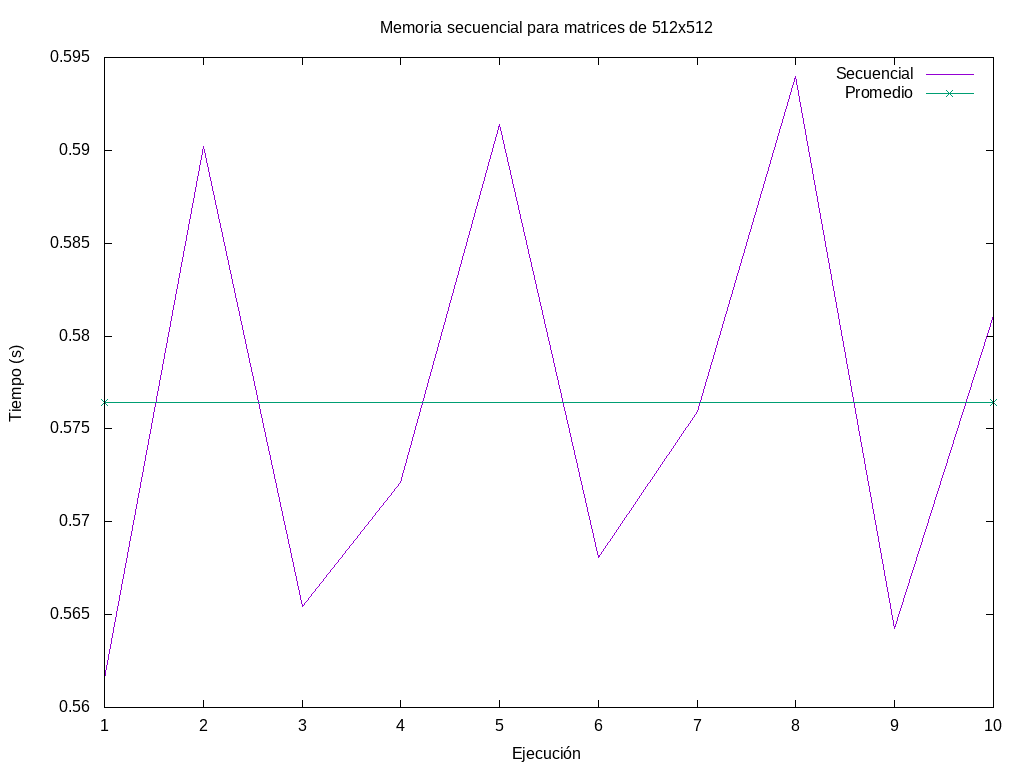 Memoria secuencial para matrices de 512x512
Secuencial
Promedio
0.595
0.59
0.585
0.58
0.575
0.57
0.565
0.56
Tiempo (s)
1 2 3 4 5 6 7 8 9 10
Ejecución